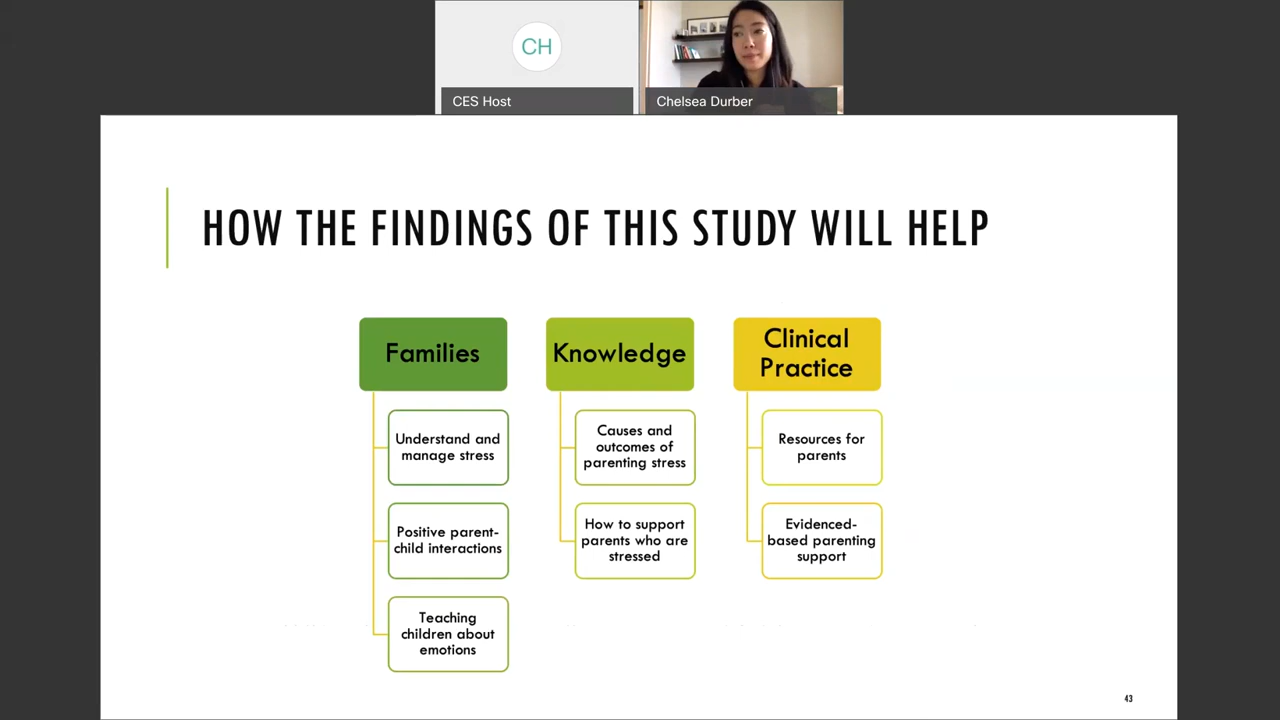 CH
CES Host
Chelsea Durber
HOW THE FINDINGS OF THIS STUDY WILL HELP
Families
Understand and
manage stress
Positive parent-
child interactions
Teaching
children about
emotions
Knowledge
Causes and
outcomes of
parenting stress
How to support
parents who are
stressed
Clinical
Practice
Resources for
parents
Evidenced-
based parenting
support
43